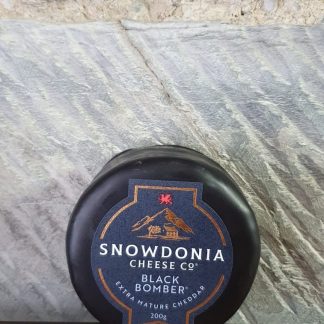 SNOWDONIA
CHEESE Cº®
BLACK
BOMBER®
EXTRA MATURE CHEDDAR
200g